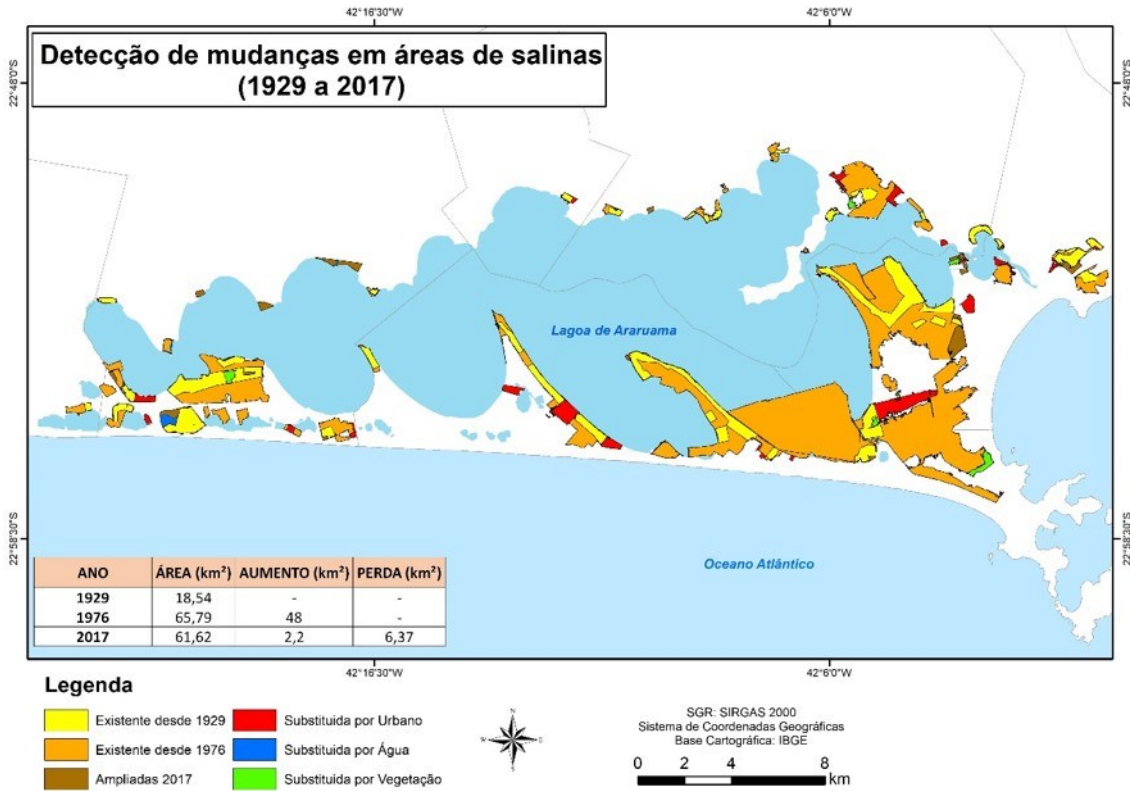 42°16'30"W
42°6'0"W
Detecção de mudanças em áreas de salinas
(1929 a 2017)
22°48'0"S
22°48'0"S
Lagoa de Araruama
22°58'30"S
22°58'30"S
Oceano Atlântico
ANO ÁREA (km²) AUMENTO (km²) PERDA (km²)
1929 18,54 - -
1976 65,79 48 -
2017 61,62 2,2 6,37
42°16'30"W
42°6'0"W
Legenda
Existente desde 1929
Existente desde 1976
Ampliadas 2017
Substituida por Urbano
Substituida por Água
Substituida por Vegetação
N
W E
S
SGR: SIRGAS 2000
Sistema de Coordenadas Geográficas
Base Cartográfica: IBGE
0 2 4 8
km